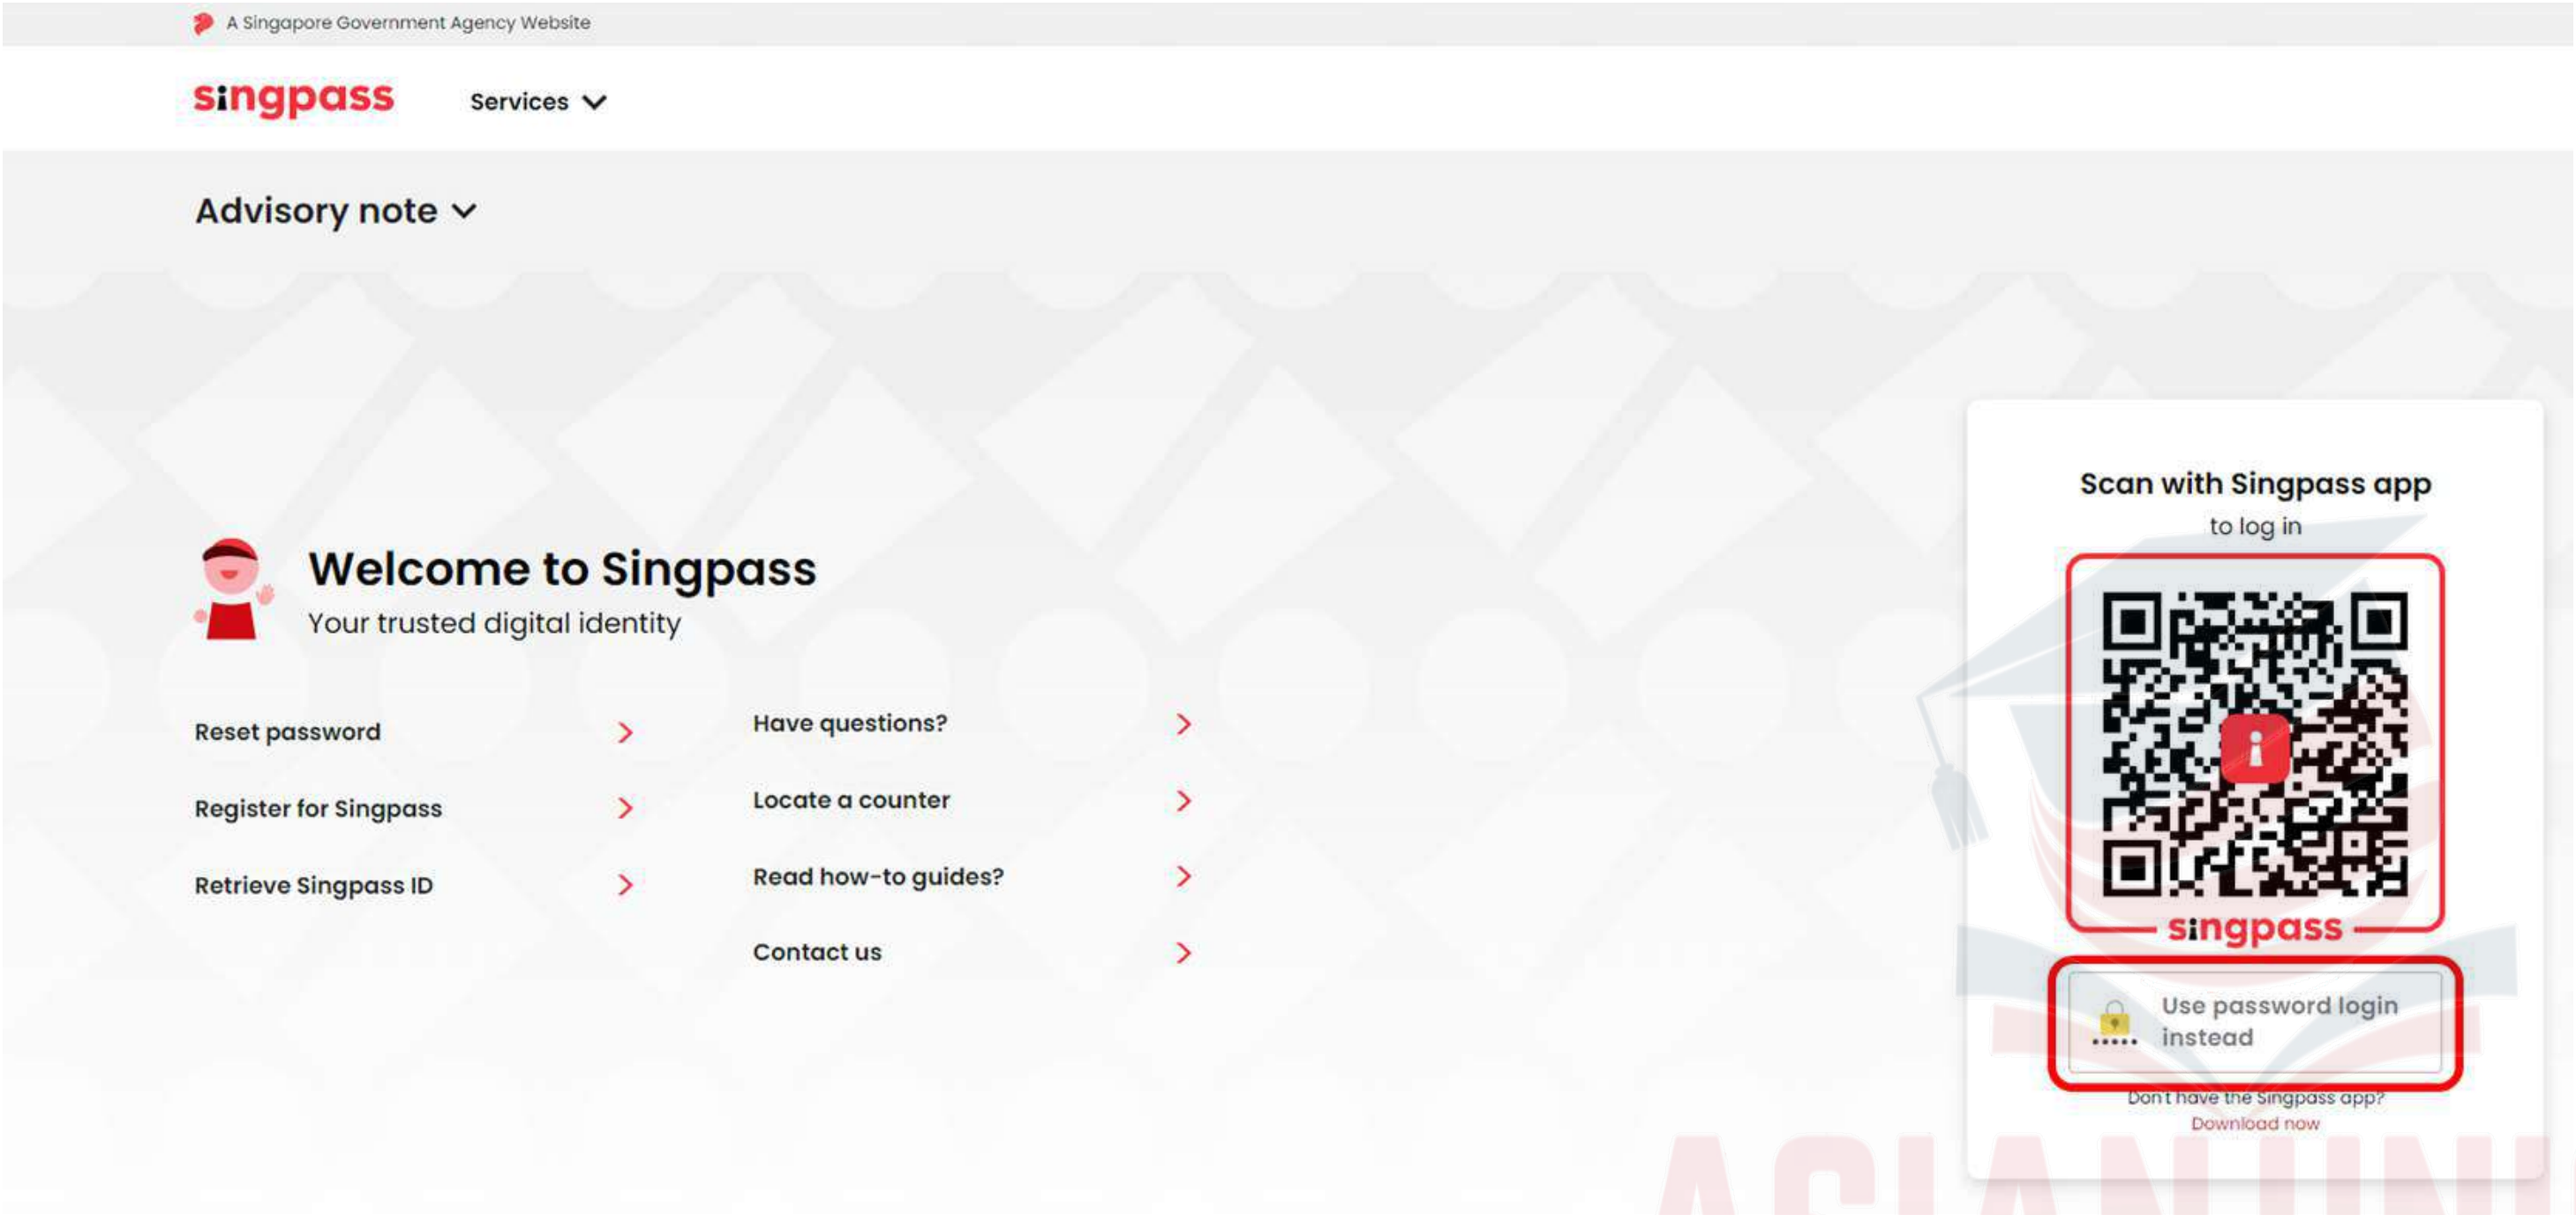 A Singapore Government Agency Website
singpass
Services
Advisory note
Welcome to Singpass
Your trusted digital identity
Reset password
Register for Singpass
Retrieve Singpass ID
Have questions?
Locate a counter
Read how-to guides?
Contact us
Scan with Singpass app
to log in
singpass
Use password login
instead
Don't have the Singpass app?
Download now
ASIAN UNI